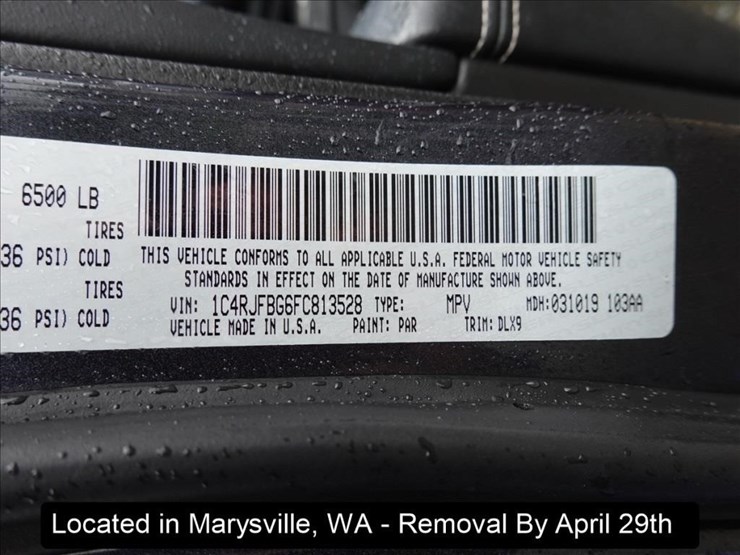 6500 LB
TIRES
36 PSI) COLD
TIRES
36 PSI) COLD
THIS VEHICLE CONFORMS TO ALL APPLICABLE U.S.A. FEDERAL MOTOR VEHICLE SAFETY
STANDARDS IN EFFECT ON THE DATE OF MANUFACTURE SHOWN ABOVE.
VIN: 1C4RJFBG6FC813528 TYPE: MPV MDH:031019 103AA
VEHICLE MADE IN U.S.A. PAINT: PAR TRIM: DLX9
Located in Marysville, WA - Removal By April 29th